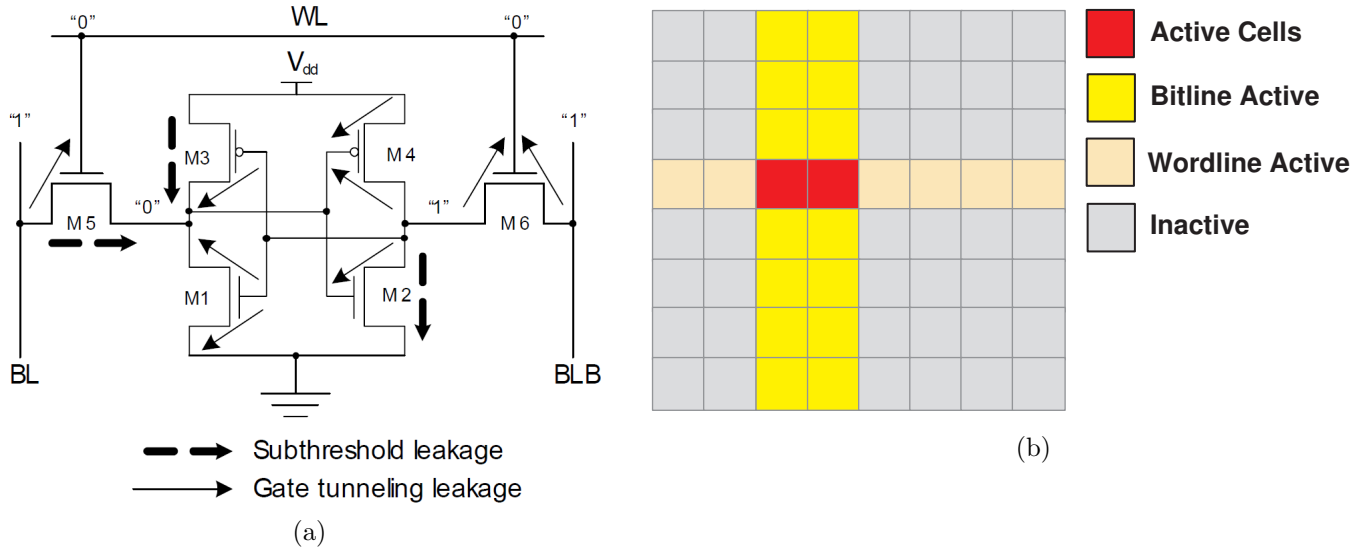 "0" WL "0"
Vdd
"1" "1"
M3 M4
"0" "1"
M5 M6
M1 M2
BL BLB
Subthreshold leakage
Gate tunneling leakage
(a)
Active Cells
Bitline Active
Wordline Active
Inactive
(b)